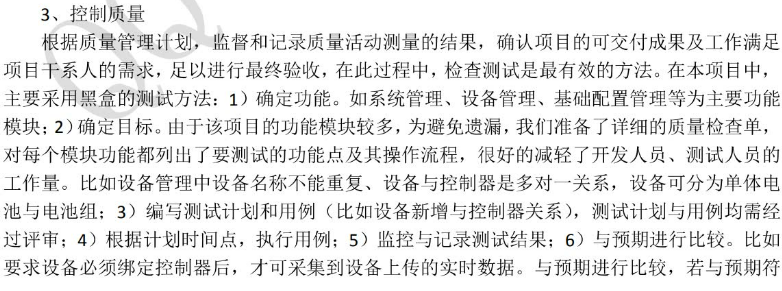 3、控制质量
根据质量管理计划，监督和记录质量活动测量的结果，确认项目的可交付成果及工作满足
项目干系人的需求，足以进行最终验收，在此过程中，检查测试是最有效的方法。在本项目中，
主要采用黑盒的测试方法：1）确定功能。如系统管理、设备管理、基础配置管理等为主要功能
模块；2）确定目标。由于该项目的功能模块较多，为避免遗漏，我们准备了详细的质量检查单，
对每个模块功能都列出了要测试的功能点及其操作流程，很好的减轻了开发人员、测试人员的
工作量。比如设备管理中设备名称不能重复、设备与控制器是多对一关系，设备可分为单体电
池与电池组；3）编写测试计划和用例（比如设备新增与控制器关系），测试计划与用例均需经
过评审；4）根据计划时间点，执行用例；5）监控与记录测试结果；6）与预期进行比较。比如
要求设备必须绑定控制器后，才可采集到设备上传的实时数据。与预期进行比较，若与预期符